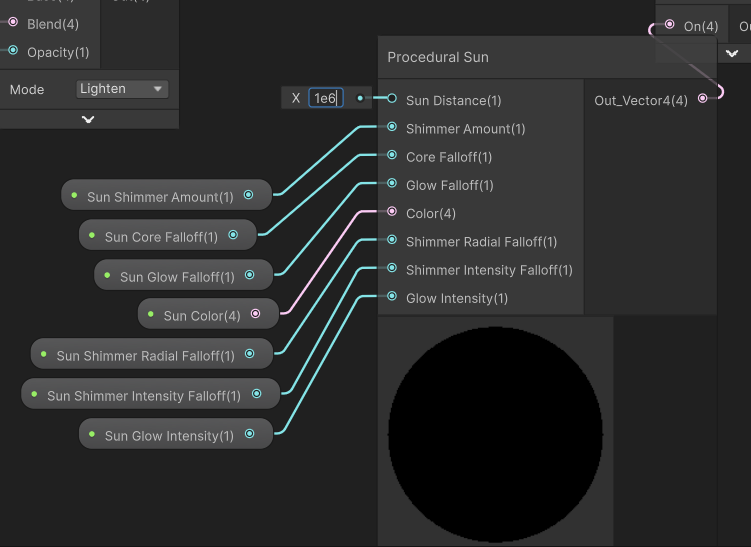 Blend(4)
Opacity(1)
Mode
Lighten
On(4)
Procedural Sun
X 1e6
Sun Distance(1)
Out_Vector4(4)
Shimmer Amount(1)
Core Falloff(1)
Glow Falloff(1)
Color(4)
Shimmer Radial Falloff(1)
Shimmer Intensity Falloff(1)
Glow Intensity(1)
Sun Shimmer Amount(1)
Sun Core Falloff(1)
Sun Glow Falloff(1)
Sun Color(4)
Sun Shimmer Radial Falloff(1)
Sun Shimmer Intensity Falloff(1)
Sun Glow Intensity(1)